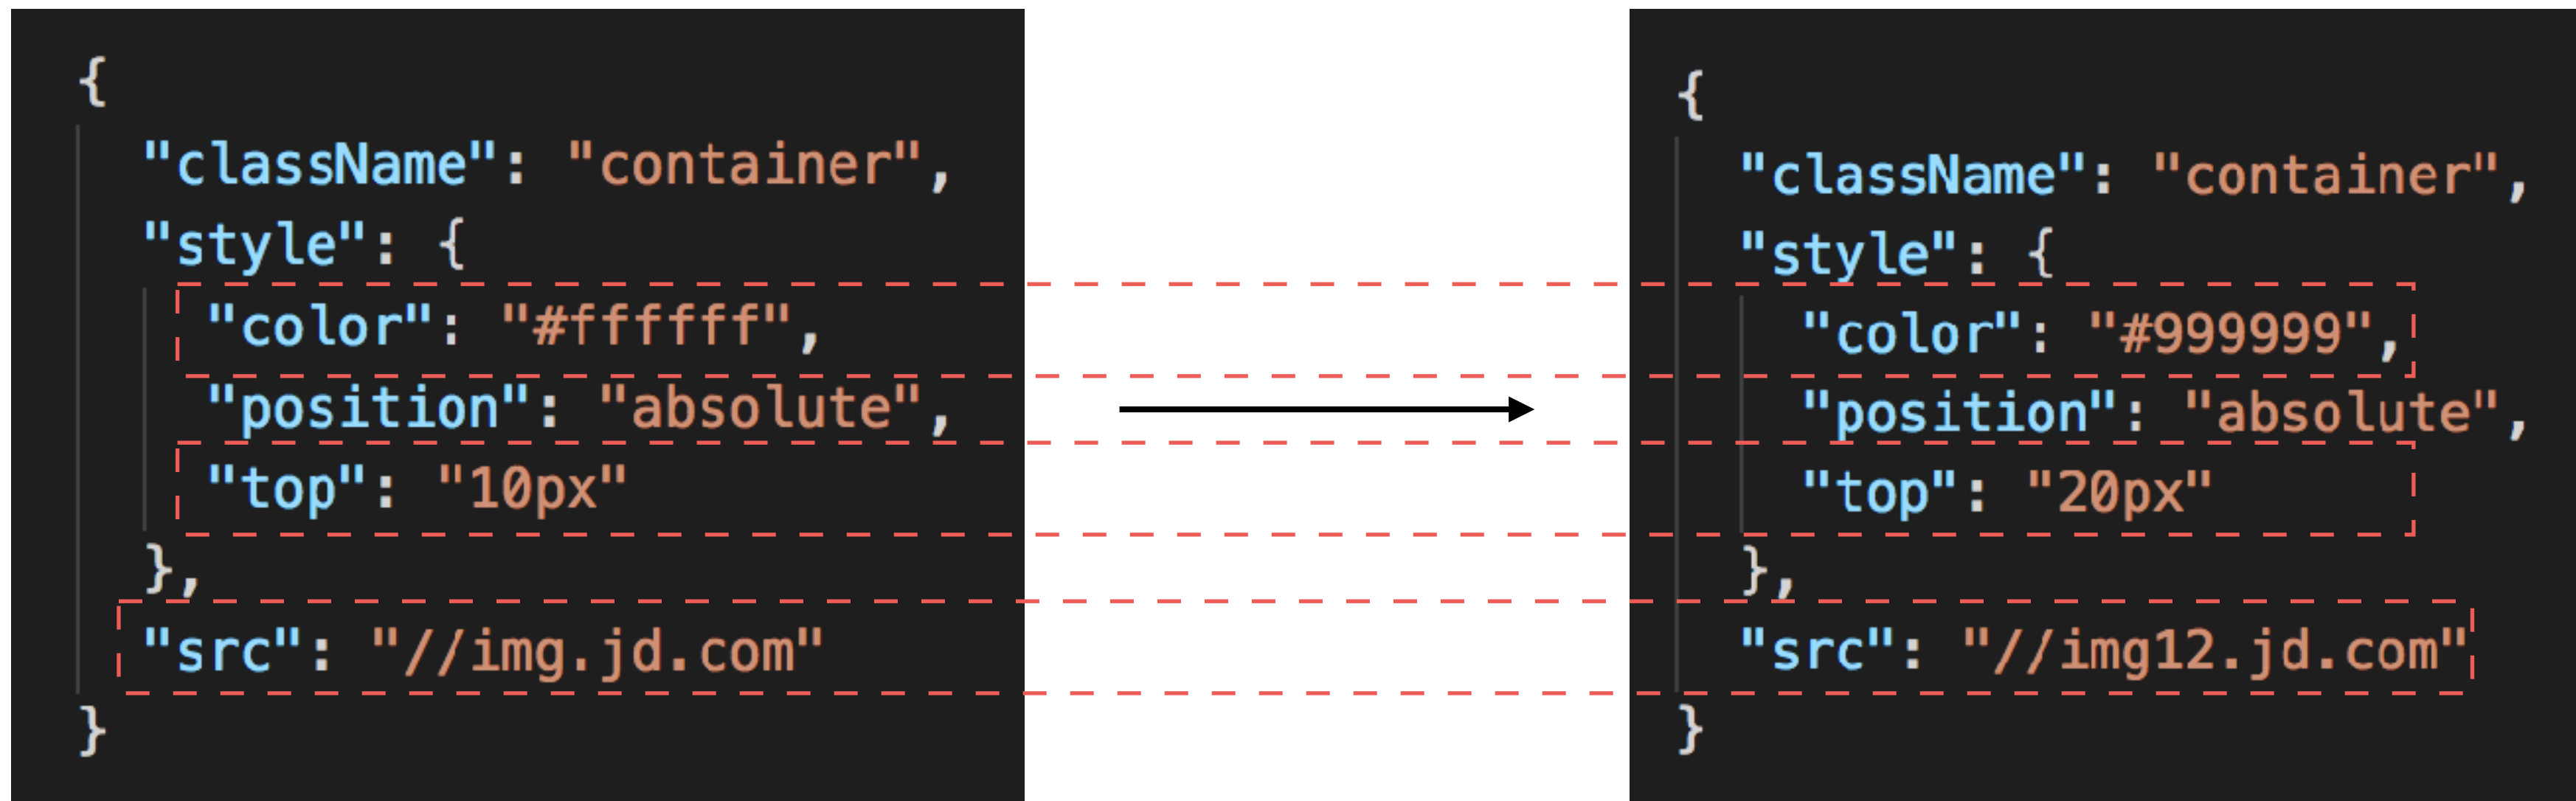 {
"className": "container",
"style": {
"color": "#ffffff",
"position": "absolute",
"top": "10px"
},
"src": "//img.jd.com"
}
{
"className": "container",
"style": {
"color": "#999999",
"position": "absolute",
"top": "20px"
},
"src": "//img12.jd.com"
}